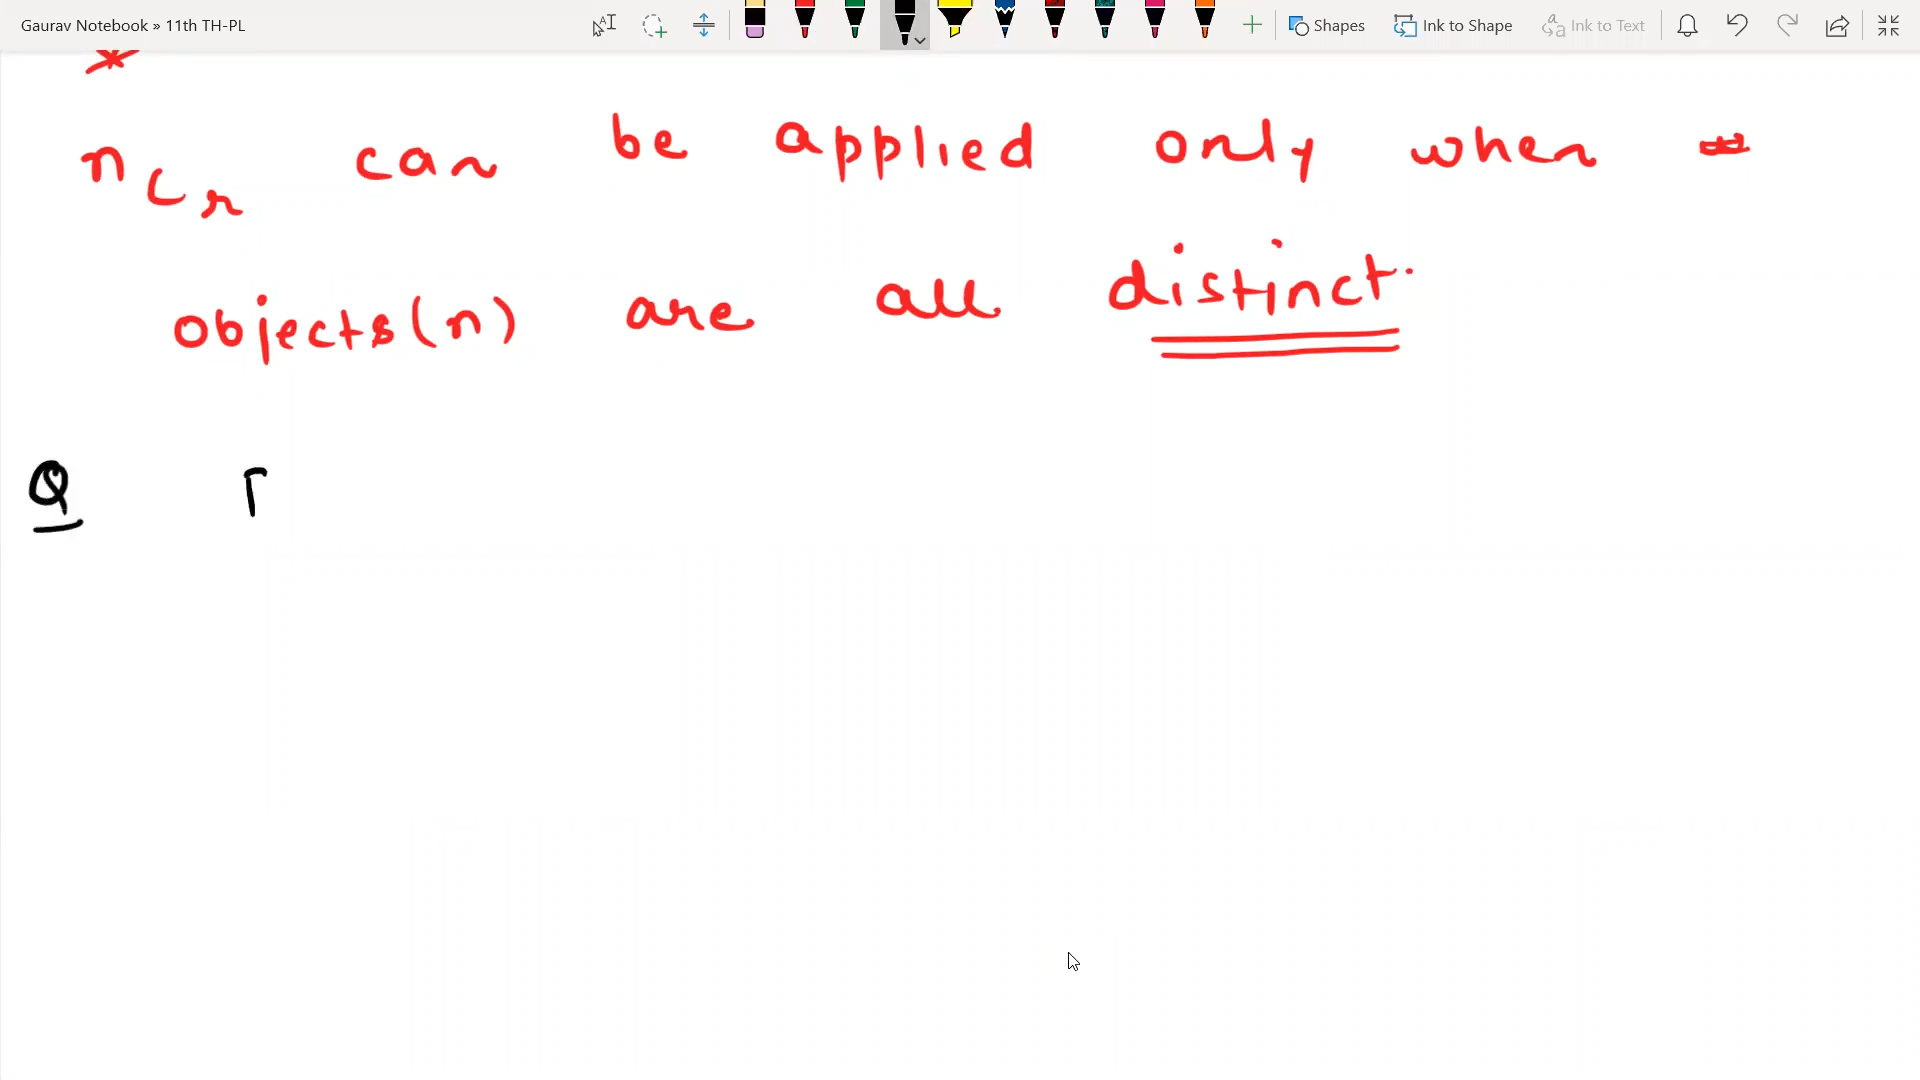 Gaurav Notebook » 11th TH-PL
Shapes Ink to Shape Ink to Text
nCr can be applied only when
objects(n) are all distinct.
Q